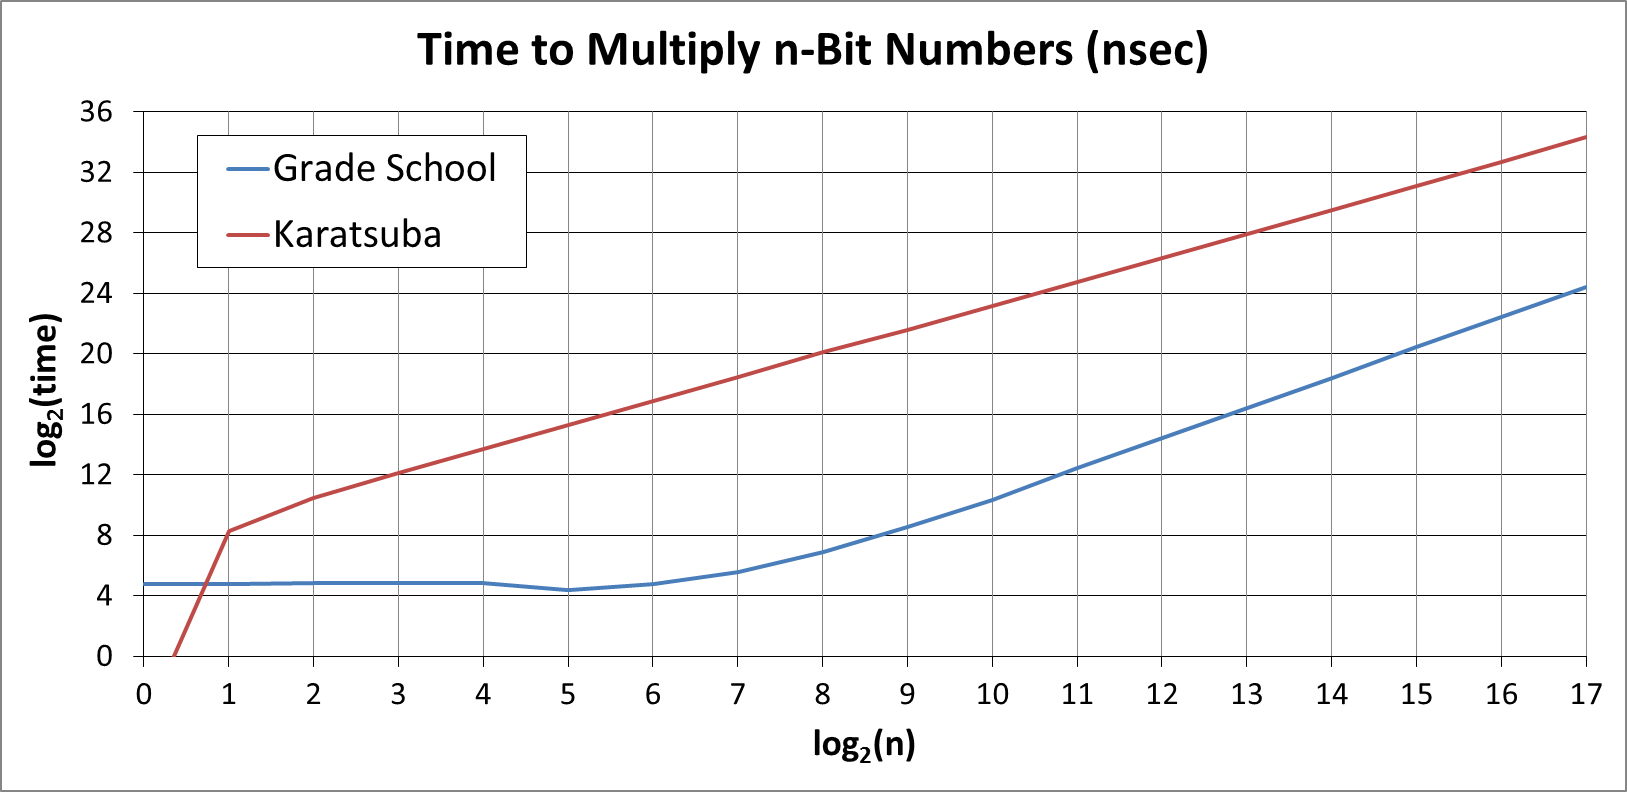 Time to Multiply n-Bit Numbers (nsec)
36
32
28
24
20
16
12
8
4
0
Grade School
Karatsuba
log₂(time)
0 1 2 3 4 5 6 7 8 9 10 11 12 13 14 15 16 17
log₂(n)